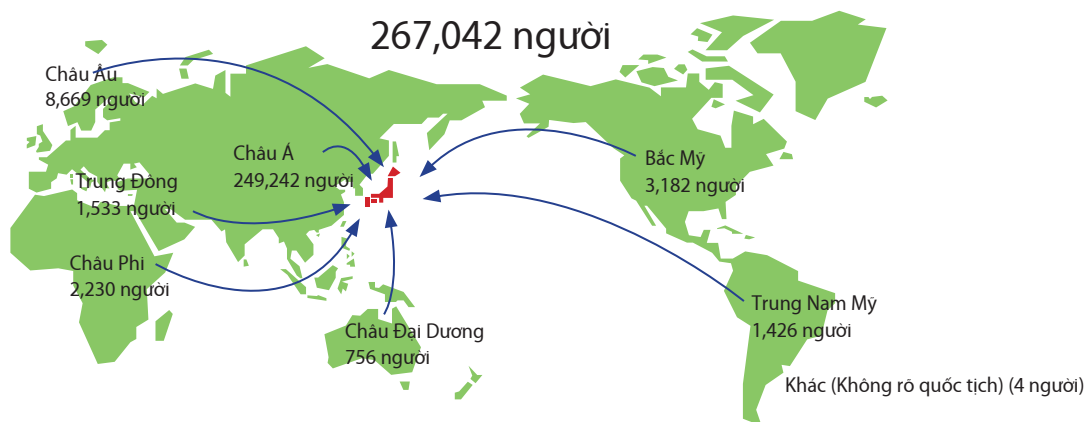 267,042 người
Châu Âu
8,669 người
Châu Á
249,242 người
Trung Đông
1,533 người
Châu Phi
2,230 người
Châu Đại Dương
756 người
Bắc Mỹ
3,182 người
Trung Nam Mỹ
1,426 người
Khác (Không rõ quốc tịch) (4 người)